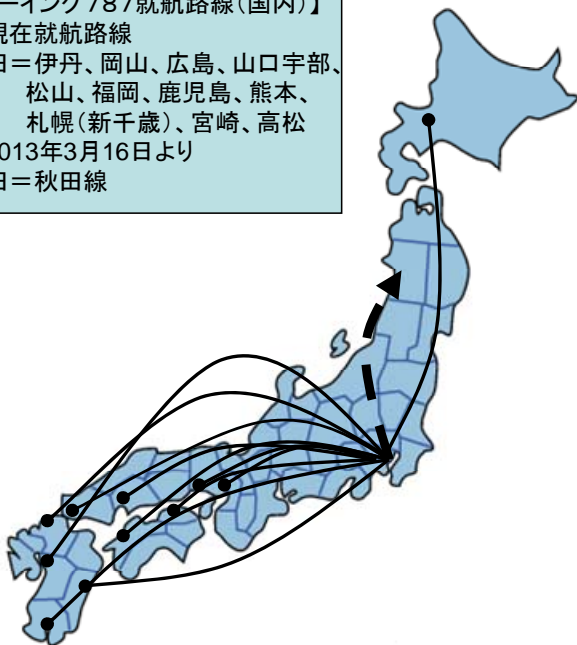 ーイング787就航路線(国内)】
現在就航路線
日=伊丹、岡山、広島、山口宇部、
松山、福岡、鹿児島、熊本、
札幌(新千歳)、宮崎、高松
013年3月16日より
日=秋田線